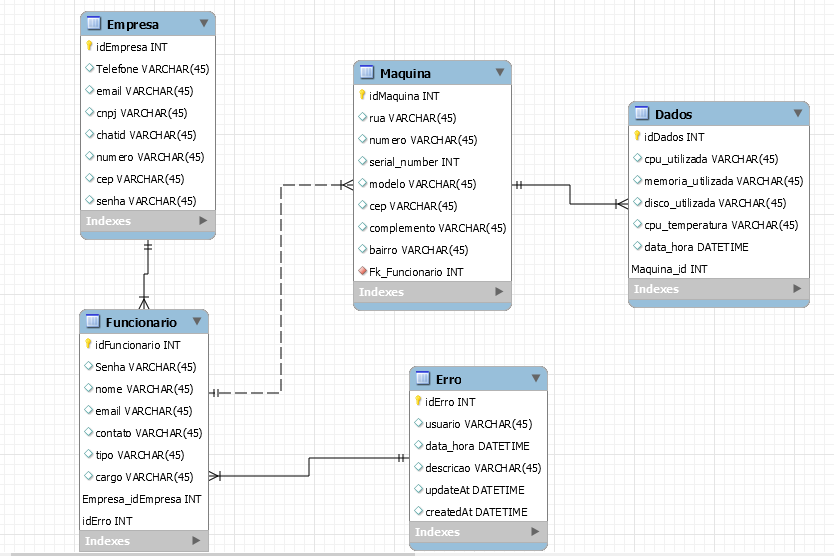 Empresa
idEmpresa INT
Telefone VARCHAR(45)
email VARCHAR(45)
cnpj VARCHAR(45)
chatid VARCHAR(45)
numero VARCHAR(45)
cep VARCHAR(45)
senha VARCHAR(45)
Indexes
Maquina
idMaquina INT
rua VARCHAR(45)
numero VARCHAR(45)
serial_number INT
modelo VARCHAR(45)
cep VARCHAR(45)
complemento VARCHAR(45)
bairro VARCHAR(45)
Fk_Funcionario INT
Indexes
Dados
idDados INT
cpu_utilizada VARCHAR(45)
memoria_utilizada VARCHAR(45)
disco_utilizada VARCHAR(45)
cpu_temperatura VARCHAR(45)
data_hora DATETIME
Maquina_id INT
Indexes
Funcionario
idFuncionario INT
Senha VARCHAR(45)
nome VARCHAR(45)
email VARCHAR(45)
contato VARCHAR(45)
tipo VARCHAR(45)
cargo VARCHAR(45)
Empresa_idEmpresa INT
idErro INT
Indexes
Erro
idErro INT
usuario VARCHAR(45)
data_hora DATETIME
descricao VARCHAR(45)
updateAt DATETIME
createdAt DATETIME
Indexes